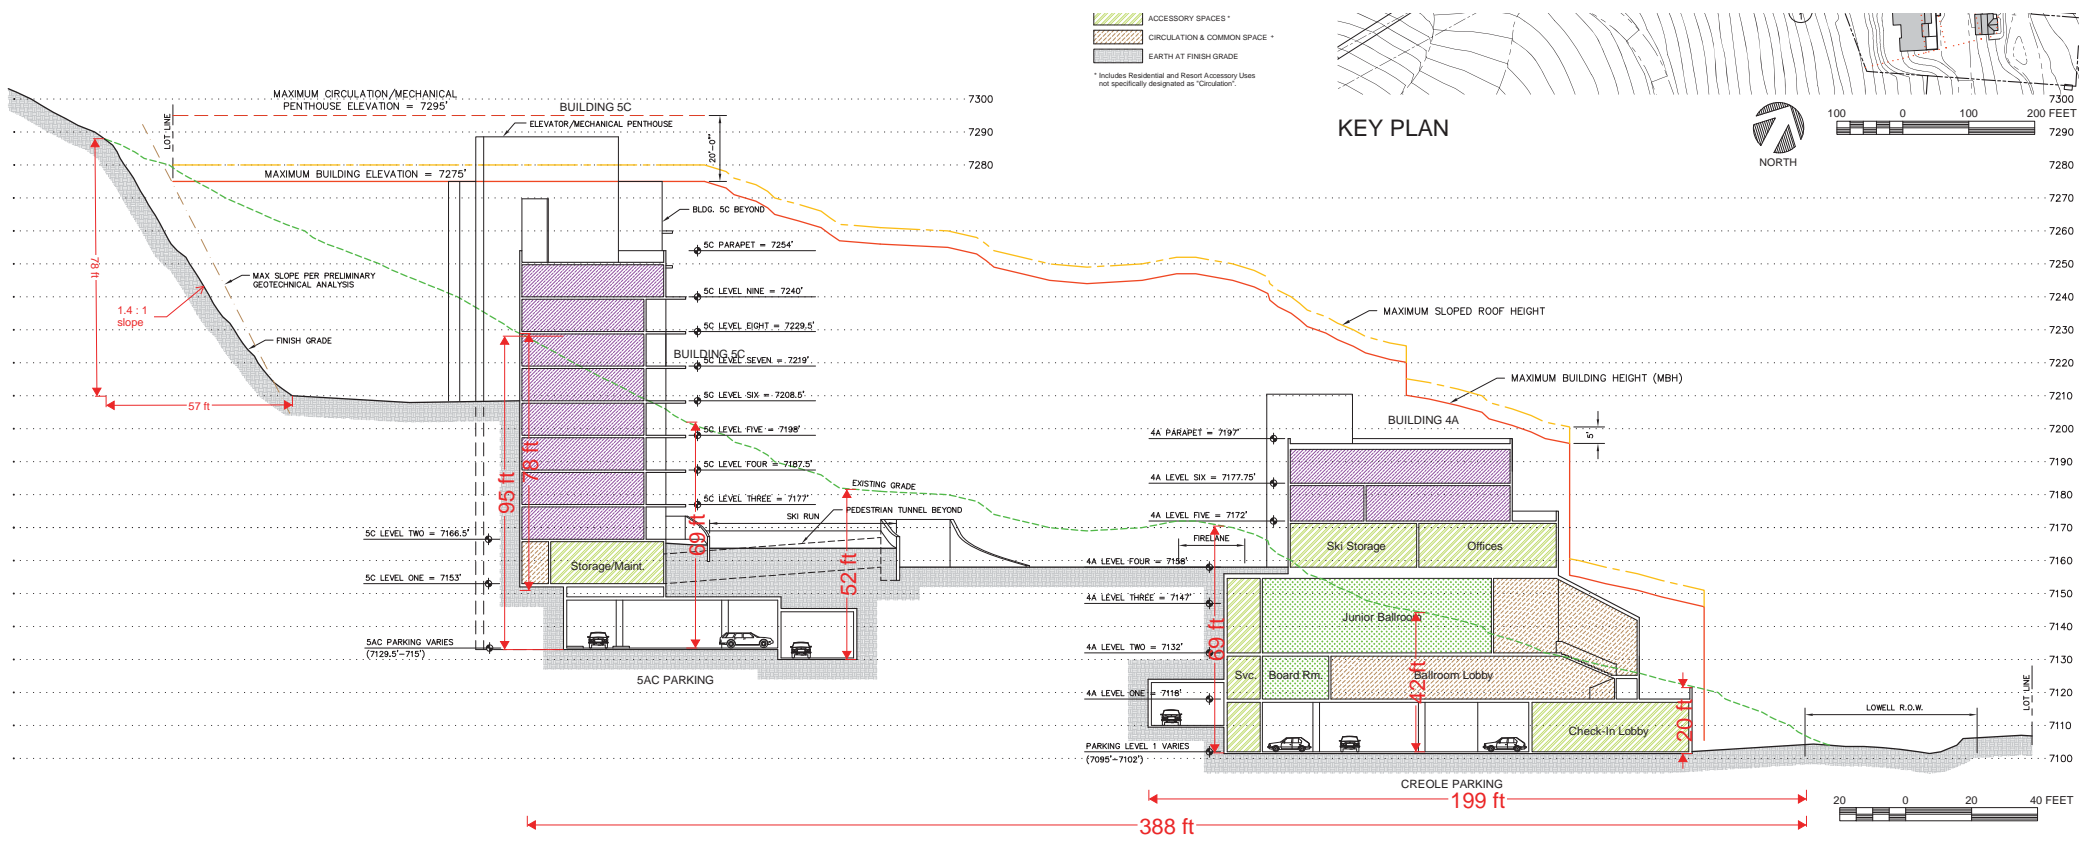 ACCESSORY SPACES *
CIRCULATION & COMMON SPACE *
EARTH AT FINISH GRADE
* Includes Residential and Resort Accessory Uses
not specifically designated as "Circulation".
KEY PLAN
NORTH
100 0 100 200 FEET
MAXIMUM CIRCULATION/MECHANICAL
PENTHOUSE ELEVATION = 7295'
BUILDING 5C
ELEVATOR/MECHANICAL PENTHOUSE
LOT LINE
20'-0"
MAXIMUM BUILDING ELEVATION = 7275'
BLDG. 5C BEYOND
7300
7290
7280
7300
7290
7280
7270
7260
7250
7240
7230
7220
7210
7200
7190
7180
7170
7160
7150
7140
7130
7120
7110
7100
78 ft
1.4 : 1
slope
57 ft
MAX SLOPE PER PRELIMINARY
GEOTECHNICAL ANALYSIS
FINISH GRADE
5C PARAPET = 7254'
5C LEVEL NINE = 7240'
5C LEVEL EIGHT = 7229.5'
BUILDING 5C
5C LEVEL SEVEN = 7219'
5C LEVEL SIX = 7208.5'
5C LEVEL FIVE = 7198'
5C LEVEL FOUR = 7187.5'
5C LEVEL THREE = 7177'
5C LEVEL TWO = 7166.5'
5C LEVEL ONE = 7153'
5AC PARKING VARIES
(7129.5'-715')
95 ft
78 ft
69 ft
52 ft
Storage/Maint.
SKI RUN
EXISTING GRADE
PEDESTRIAN TUNNEL BEYOND
5AC PARKING
MAXIMUM SLOPED ROOF HEIGHT
MAXIMUM BUILDING HEIGHT (MBH)
BUILDING 4A
5'
4A PARAPET = 7197'
4A LEVEL SIX = 7177.75'
4A LEVEL FIVE = 7172'
FIRELANE
4A LEVEL FOUR = 7158'
4A LEVEL THREE = 7147'
4A LEVEL TWO = 7132'
4A LEVEL ONE = 7118'
PARKING LEVEL 1 VARIES
(7095'-7102')
Ski Storage
Offices
Junior Ballroom
Svc.
Board Rm.
Ballroom Lobby
Check-In Lobby
69 ft
42 ft
20 ft
LOWELL R.O.W.
LOT LINE
CREOLE PARKING
199 ft
388 ft
20 0 20 40 FEET